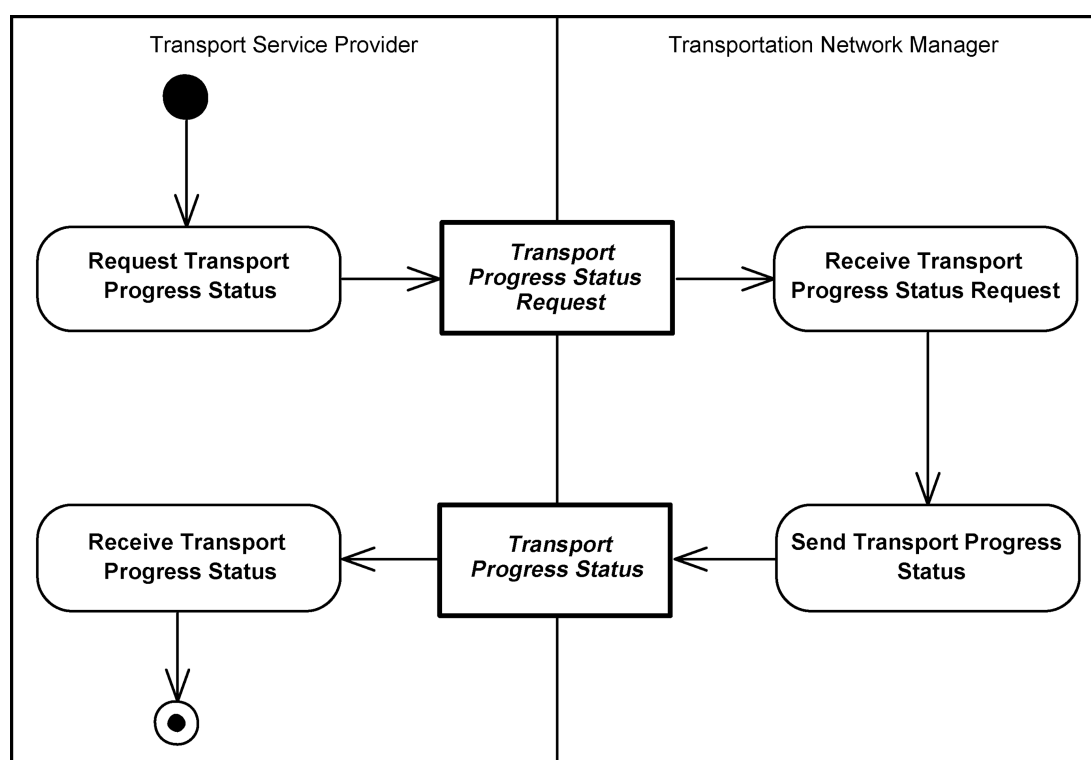 Transport Service Provider
Transportation Network Manager
Request Transport
Progress Status
Transport
Progress Status
Request
Receive Transport
Progress Status Request
Receive Transport
Progress Status
Transport
Progress Status
Send Transport Progress
Status